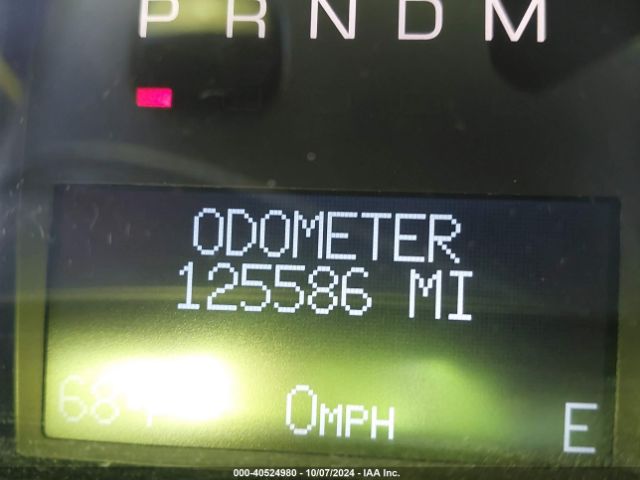 P R N D M
ODOMETER
125586 MI
0MPH E
000-40524980 - 10/07/2024 - IAA Inc.